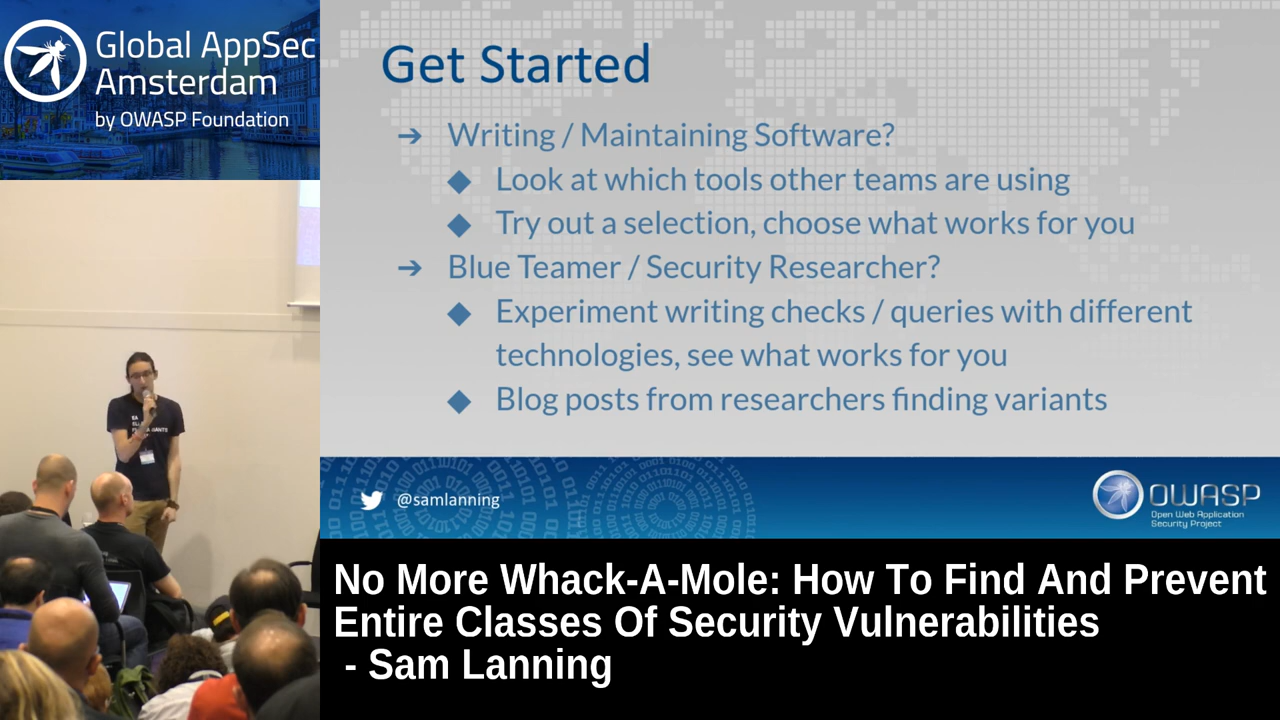 Global AppSec
Amsterdam
by OWASP Foundation
Get Started
➔ Writing / Maintaining Software?
◆ Look at which tools other teams are using
◆ Try out a selection, choose what works for you
➔ Blue Teamer / Security Researcher?
◆ Experiment writing checks / queries with different
technologies, see what works for you
◆ Blog posts from researchers finding variants
@samlanning
OWASP
Open Web Application
Security Project
No More Whack-A-Mole: How To Find And Prevent
Entire Classes Of Security Vulnerabilities
- Sam Lanning